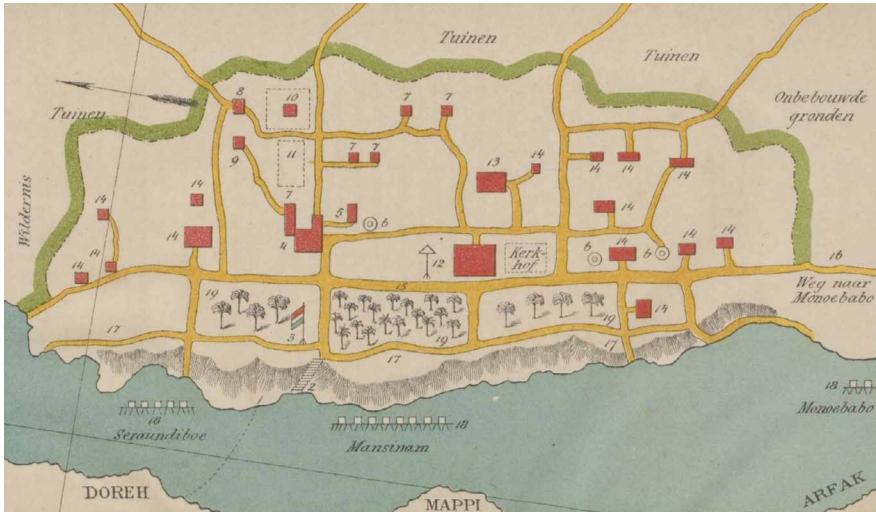 Tuinen
Tuinen
Tuinen
Onbebouwde
gronden
Wildernis
8
10
7
7
9
11
7
7
13
14
14
14
14
14
14
7
5
6
4
14
14
14
14
12
Kerk-
hof
6
14
6
14
14
14
16
15
Weg naar
Monoebabo
19
3
19
19
14
17
17
17
2
18
Seraundiboe
18
Mansinam
18
Monoebabo
DOREH
MAPPI
ARFAK